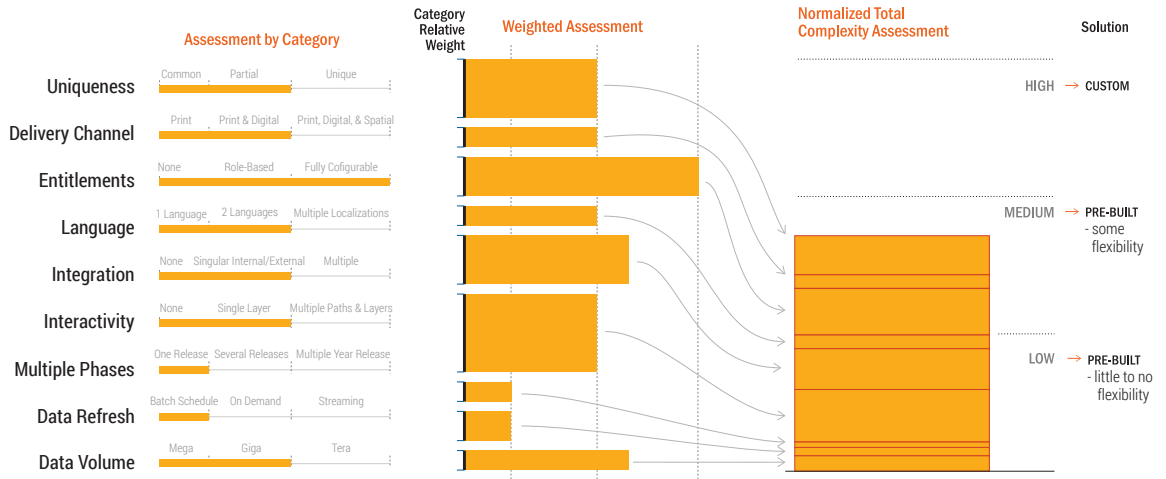 Assessment by Category
Category
Relative
Weight
Weighted Assessment
Normalized Total
Complexity Assessment
Solution
Uniqueness
Common Partial Unique
HIGH → CUSTOM
Delivery Channel
Print Print & Digital Print, Digital, & Spatial
Entitlements
None Role-Based Fully Cofigurable
Language
1 Language 2 Languages Multiple Localizations
MEDIUM → PRE-BUILT
- some
flexibility
Integration
None Singular Internal/External Multiple
Interactivity
None Single Layer Multiple Paths & Layers
Multiple Phases
One Release Several Releases Multiple Year Release
LOW → PRE-BUILT
- little to no
flexibility
Data Refresh
Batch Schedule On Demand Streaming
Data Volume
Mega Giga Tera